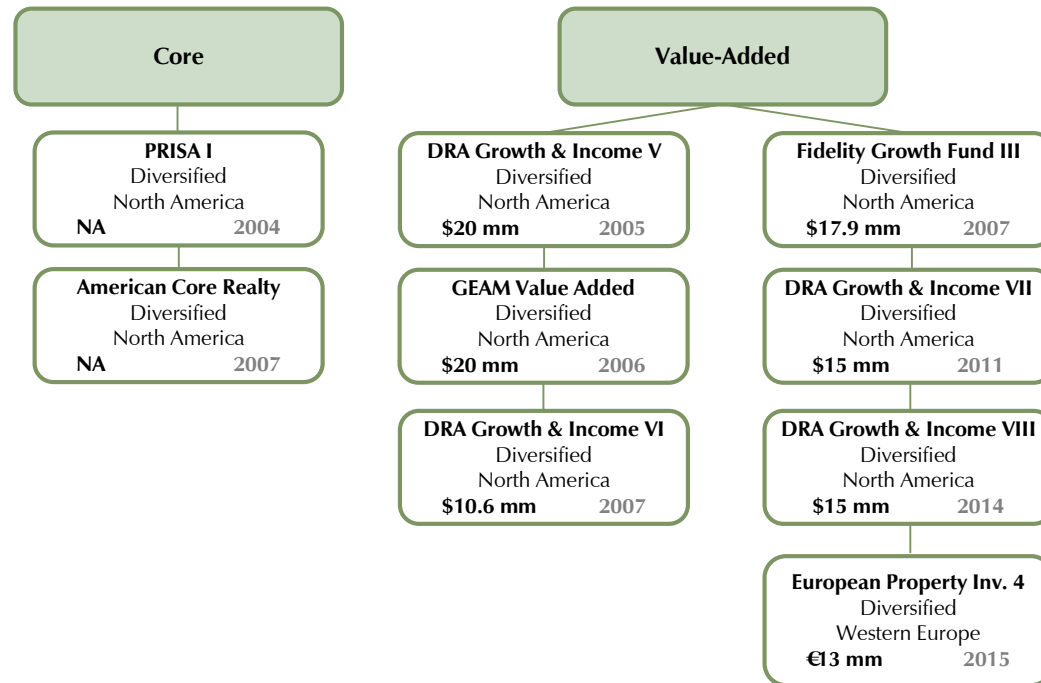 Core
PRISA I
Diversified
North America
NA 2004
American Core Realty
Diversified
North America
NA 2007
Value-Added
DRA Growth & Income V
Diversified
North America
$20 mm 2005
GEAM Value Added
Diversified
North America
$20 mm 2006
DRA Growth & Income VI
Diversified
North America
$10.6 mm 2007
Fidelity Growth Fund III
Diversified
North America
$17.9 mm 2007
DRA Growth & Income VII
Diversified
North America
$15 mm 2011
DRA Growth & Income VIII
Diversified
North America
$15 mm 2014
European Property Inv. 4
Diversified
Western Europe
€13 mm 2015